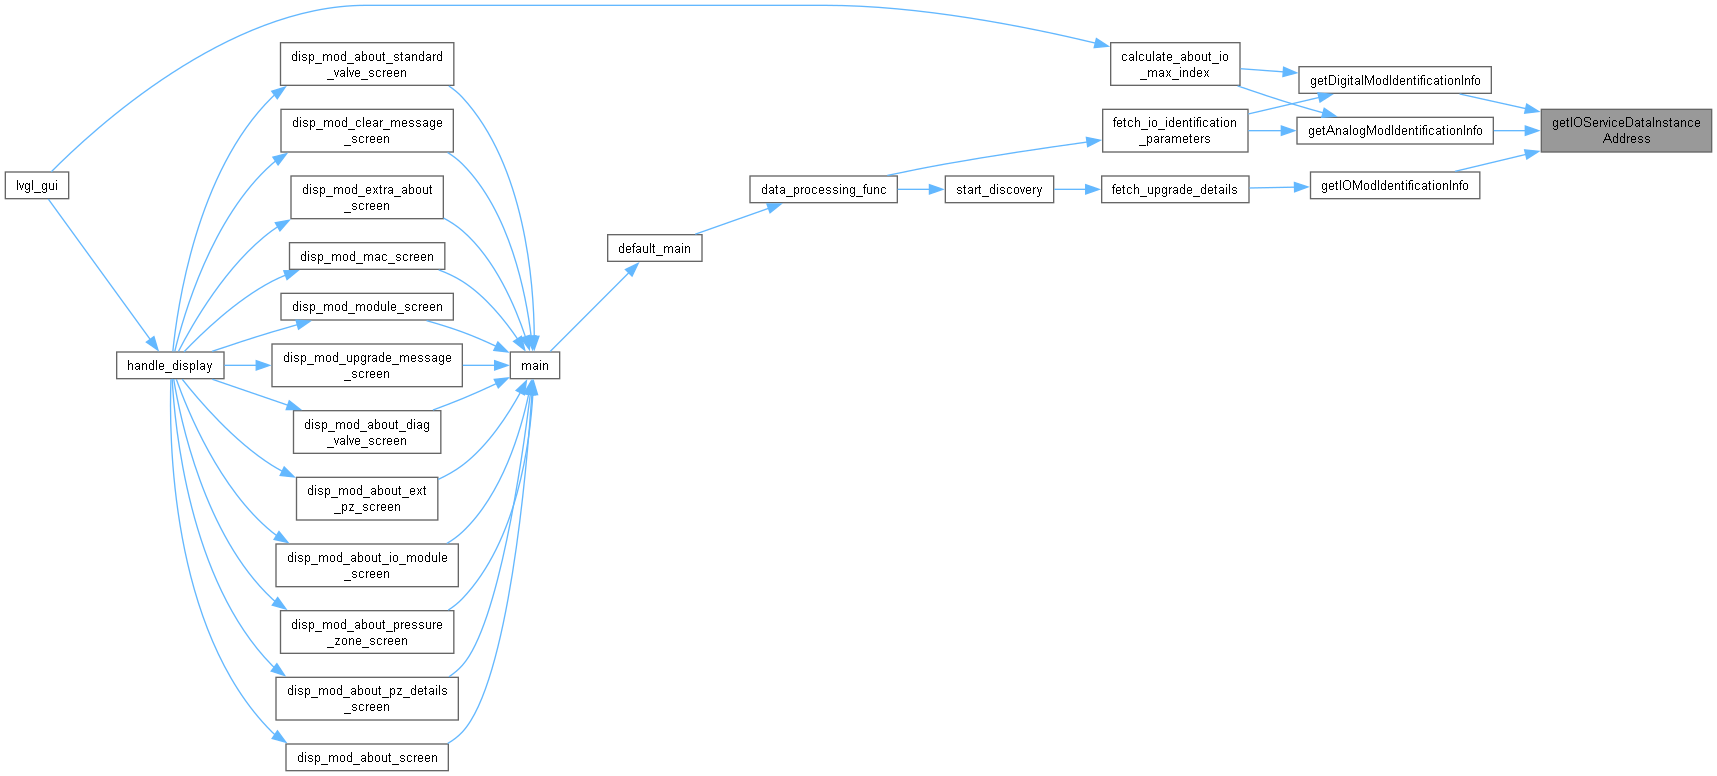 lvgl_gui
handle_display
disp_mod_about_standard
_valve_screen
disp_mod_clear_message
_screen
disp_mod_extra_about
_screen
disp_mod_mac_screen
disp_mod_module_screen
disp_mod_upgrade_message
_screen
disp_mod_about_diag
_valve_screen
disp_mod_about_ext
_pz_screen
disp_mod_about_io_module
_screen
disp_mod_about_pressure
_zone_screen
disp_mod_about_pz_details
_screen
disp_mod_about_screen
main
default_main
data_processing_func
start_discovery
calculate_about_io
_max_index
fetch_io_identification
_parameters
fetch_upgrade_details
getDigitalModIdentificationInfo
getAnalogModIdentificationInfo
getIOModIdentificationInfo
getIOServiceDataInstance
Address